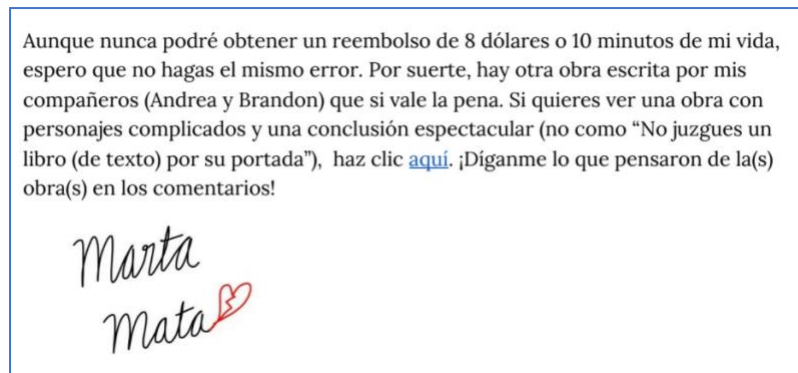 Aunque nunca podré obtener un reembolso de 8 dólares o 10 minutos de mi vida,
espero que no hagas el mismo error. Por suerte, hay otra obra escrita por mis
compañeros (Andrea y Brandon) que si vale la pena. Si quieres ver una obra con
personajes complicados y una conclusión espectacular (no como “No juzgues un
libro (de texto) por su portada”), haz clic aquí. ¡Díganme lo que pensaron de la(s)
obra(s) en los comentarios!
Marta
Mata